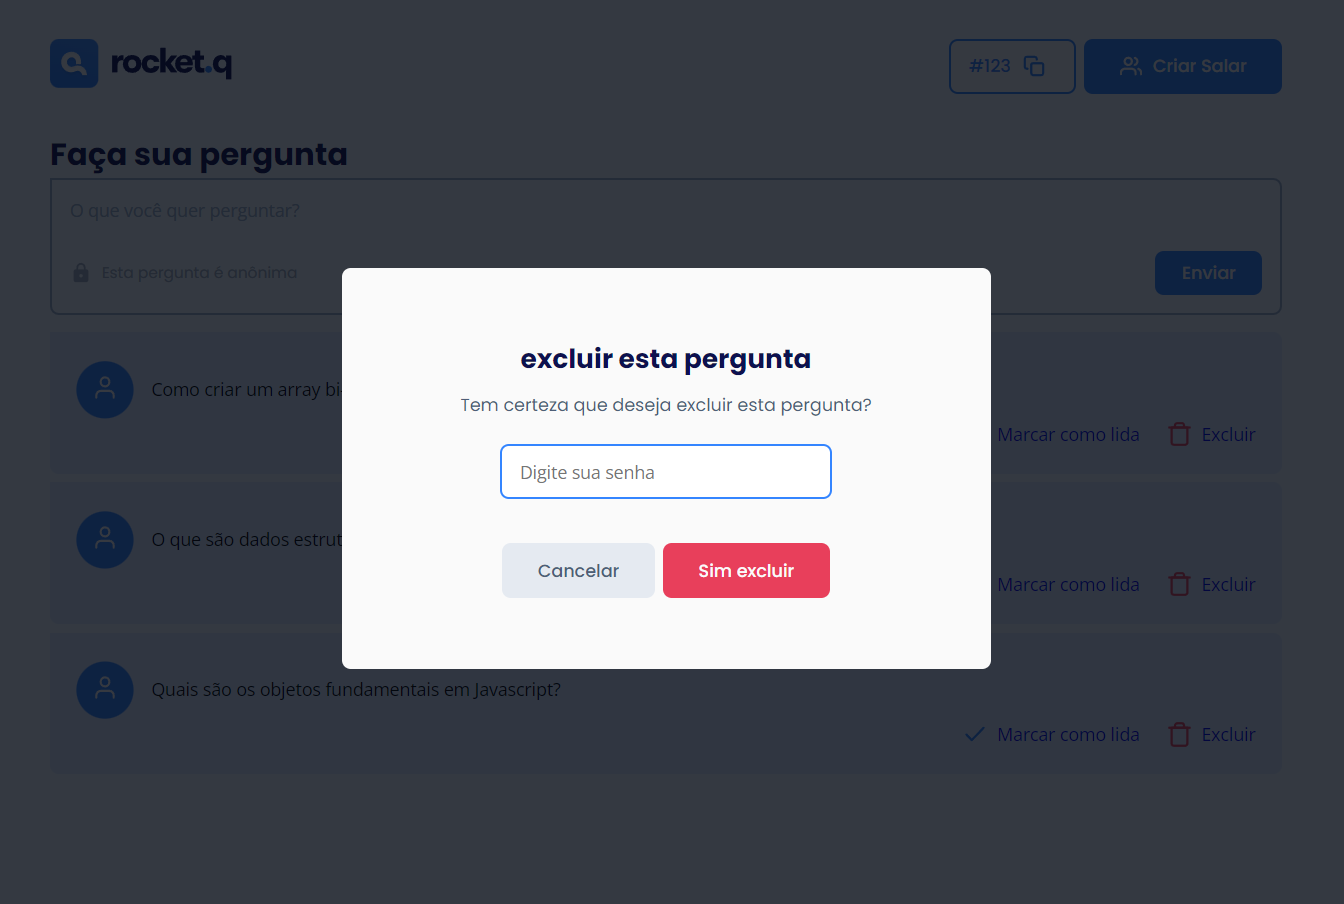 rocket.q
#123
Criar Salar
Faça sua pergunta
O que você quer perguntar?
Esta pergunta é anônima
Enviar
excluir esta pergunta
Tem certeza que deseja excluir esta pergunta?
Digite sua senha
Cancelar
Sim excluir
Como criar um array bi
Marcar como lida
Excluir
O que são dados estrut
Marcar como lida
Excluir
Quais são os objetos fundamentais em Javascript?
Marcar como lida
Excluir